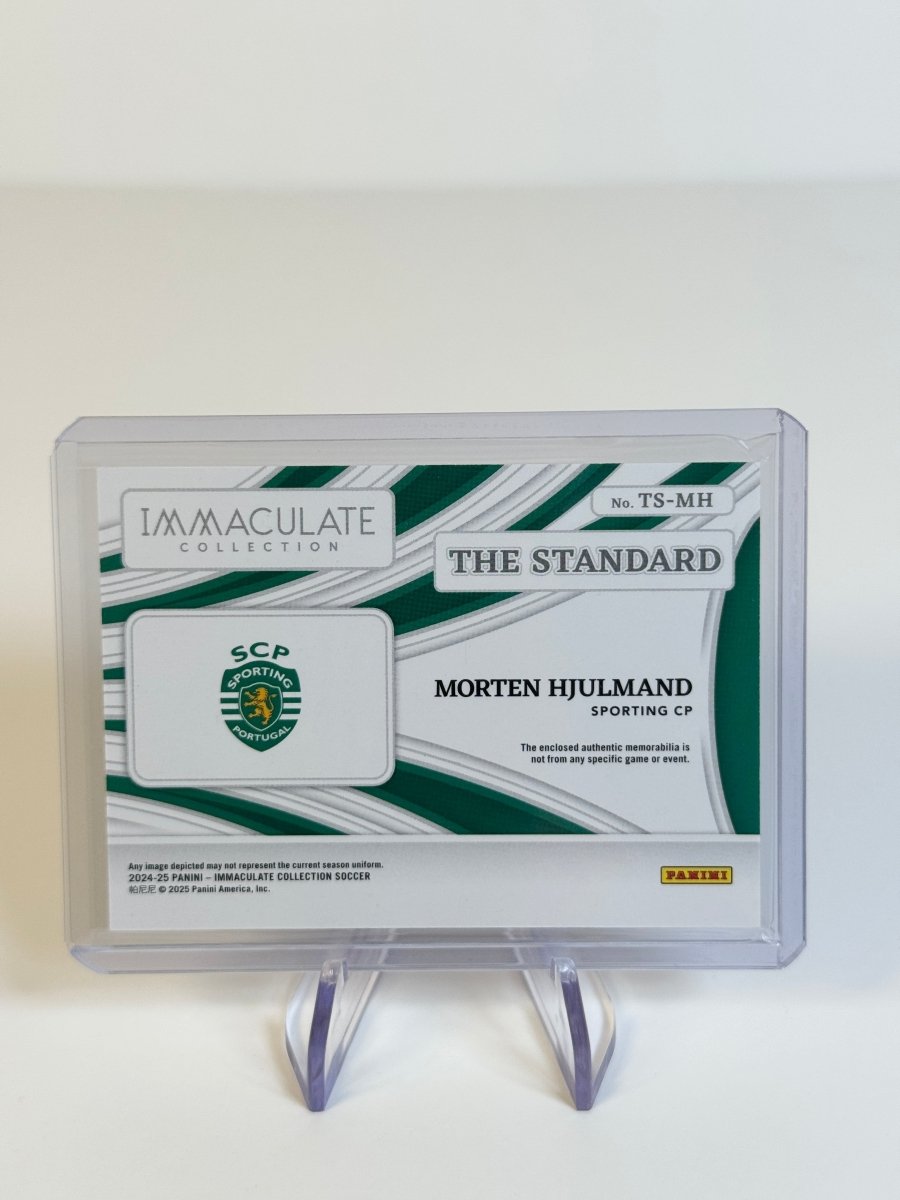 IMMACULATE
COLLECTION
No. TS-MH
THE STANDARD
SCP
SPORTING
PORTUGAL
MORTEN HJULMAND
SPORTING CP
The enclosed authentic memorabilia is
not from any specific game or event.
Any image depicted may not represent the current season uniform.
2024-25 PANINI – IMMACULATE COLLECTION SOCCER
帕尼尼 © 2025 Panini America, Inc.
PANINI